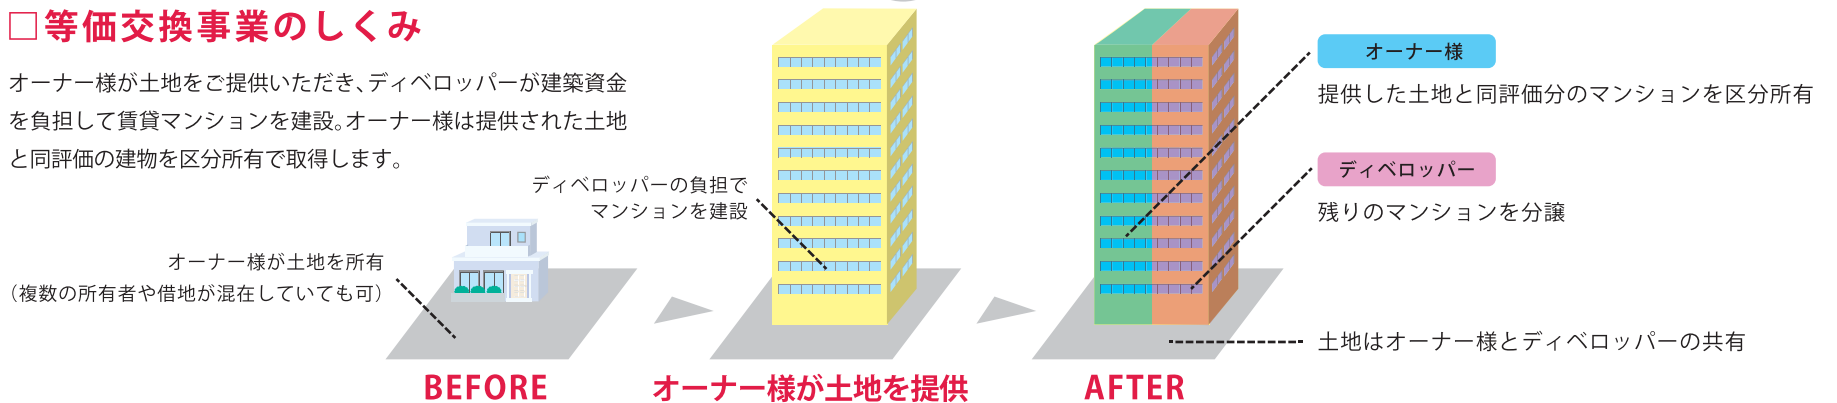 □等価交換事業のしくみ
オーナー様が土地をご提供いただき、ディベロッパーが建築資金
を負担して賃貸マンションを建設。オーナー様は提供された土地
と同評価の建物を区分所有で取得します。
オーナー様が土地を所有
（複数の所有者や借地が混在していても可）
BEFORE
ディベロッパーの負担で
マンションを建設
オーナー様が土地を提供
オーナー様
提供した土地と同評価分のマンションを区分所有
ディベロッパー
残りのマンションを分譲
土地はオーナー様とディベロッパーの共有
AFTER